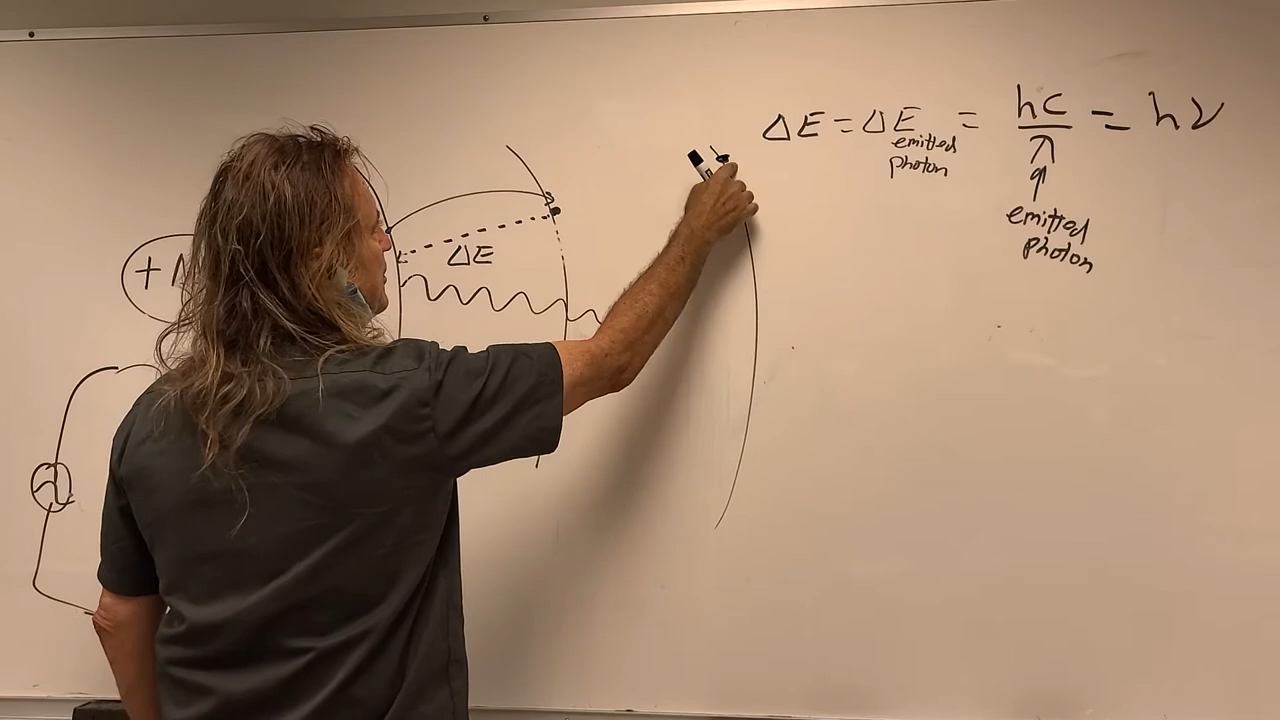 ΔE = ΔE emitted photon = hc/λ = hν
emitted
photon
ΔE
+